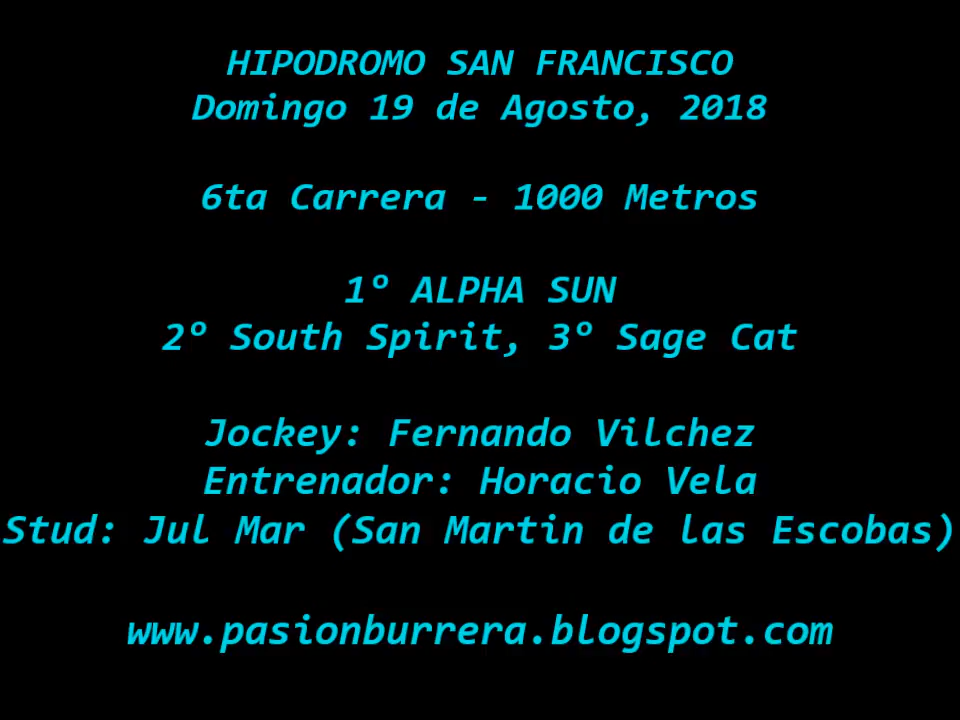 HIPODROMO SAN FRANCISCO
Domingo 19 de Agosto, 2018
6ta Carrera - 1000 Metros
1º ALPHA SUN
2º South Spirit, 3º Sage Cat
Jockey: Fernando Vilchez
Entrenador: Horacio Vela
Stud: Jul Mar (San Martin de las Escobas)
www.pasionburrera.blogspot.com